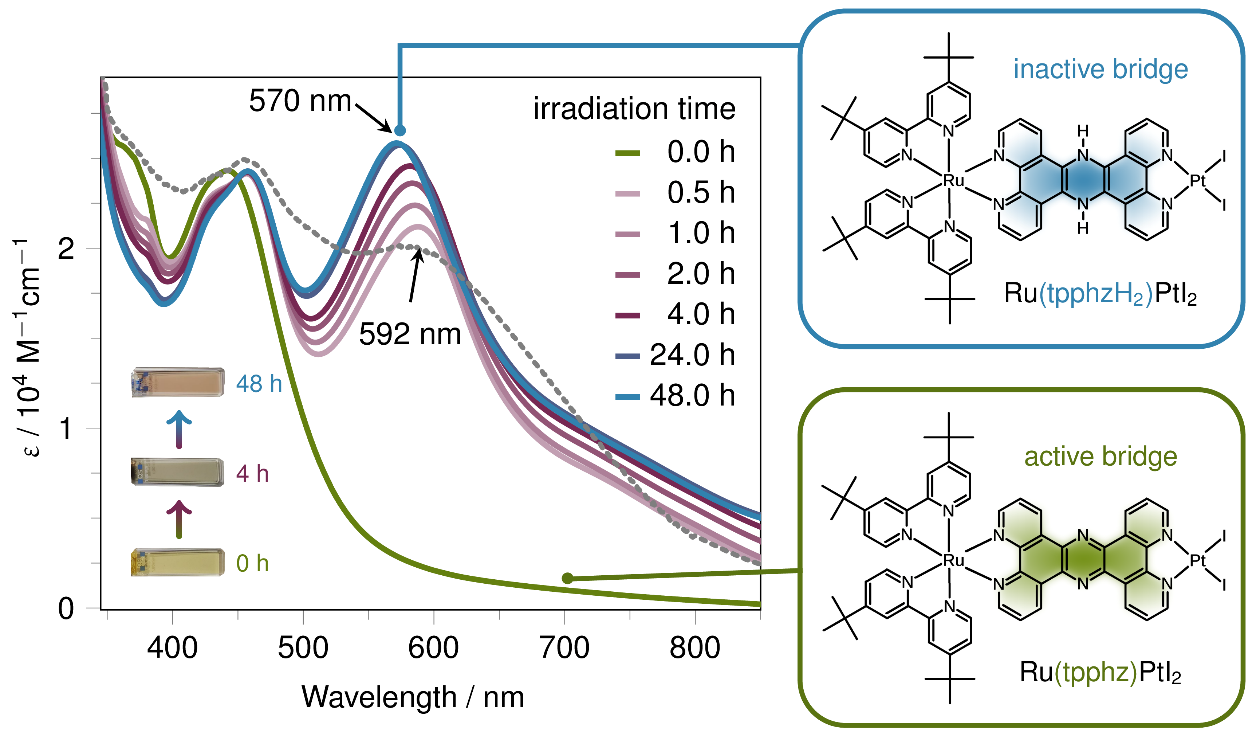 570 nm
592 nm
irradiation time
0.0 h
0.5 h
1.0 h
2.0 h
4.0 h
24.0 h
48.0 h
48 h
4 h
0 h
2
1
0
ε / 10⁴ M⁻¹cm⁻¹
400
500
600
700
800
Wavelength / nm
inactive bridge
N
N
N
N
Ru
N
N
H
N
N
H
N
N
Pt
I
I
Ru(tpphzH₂)PtI₂
active bridge
N
N
N
N
Ru
N
N
N
N
N
N
Pt
I
I
Ru(tpphz)PtI₂